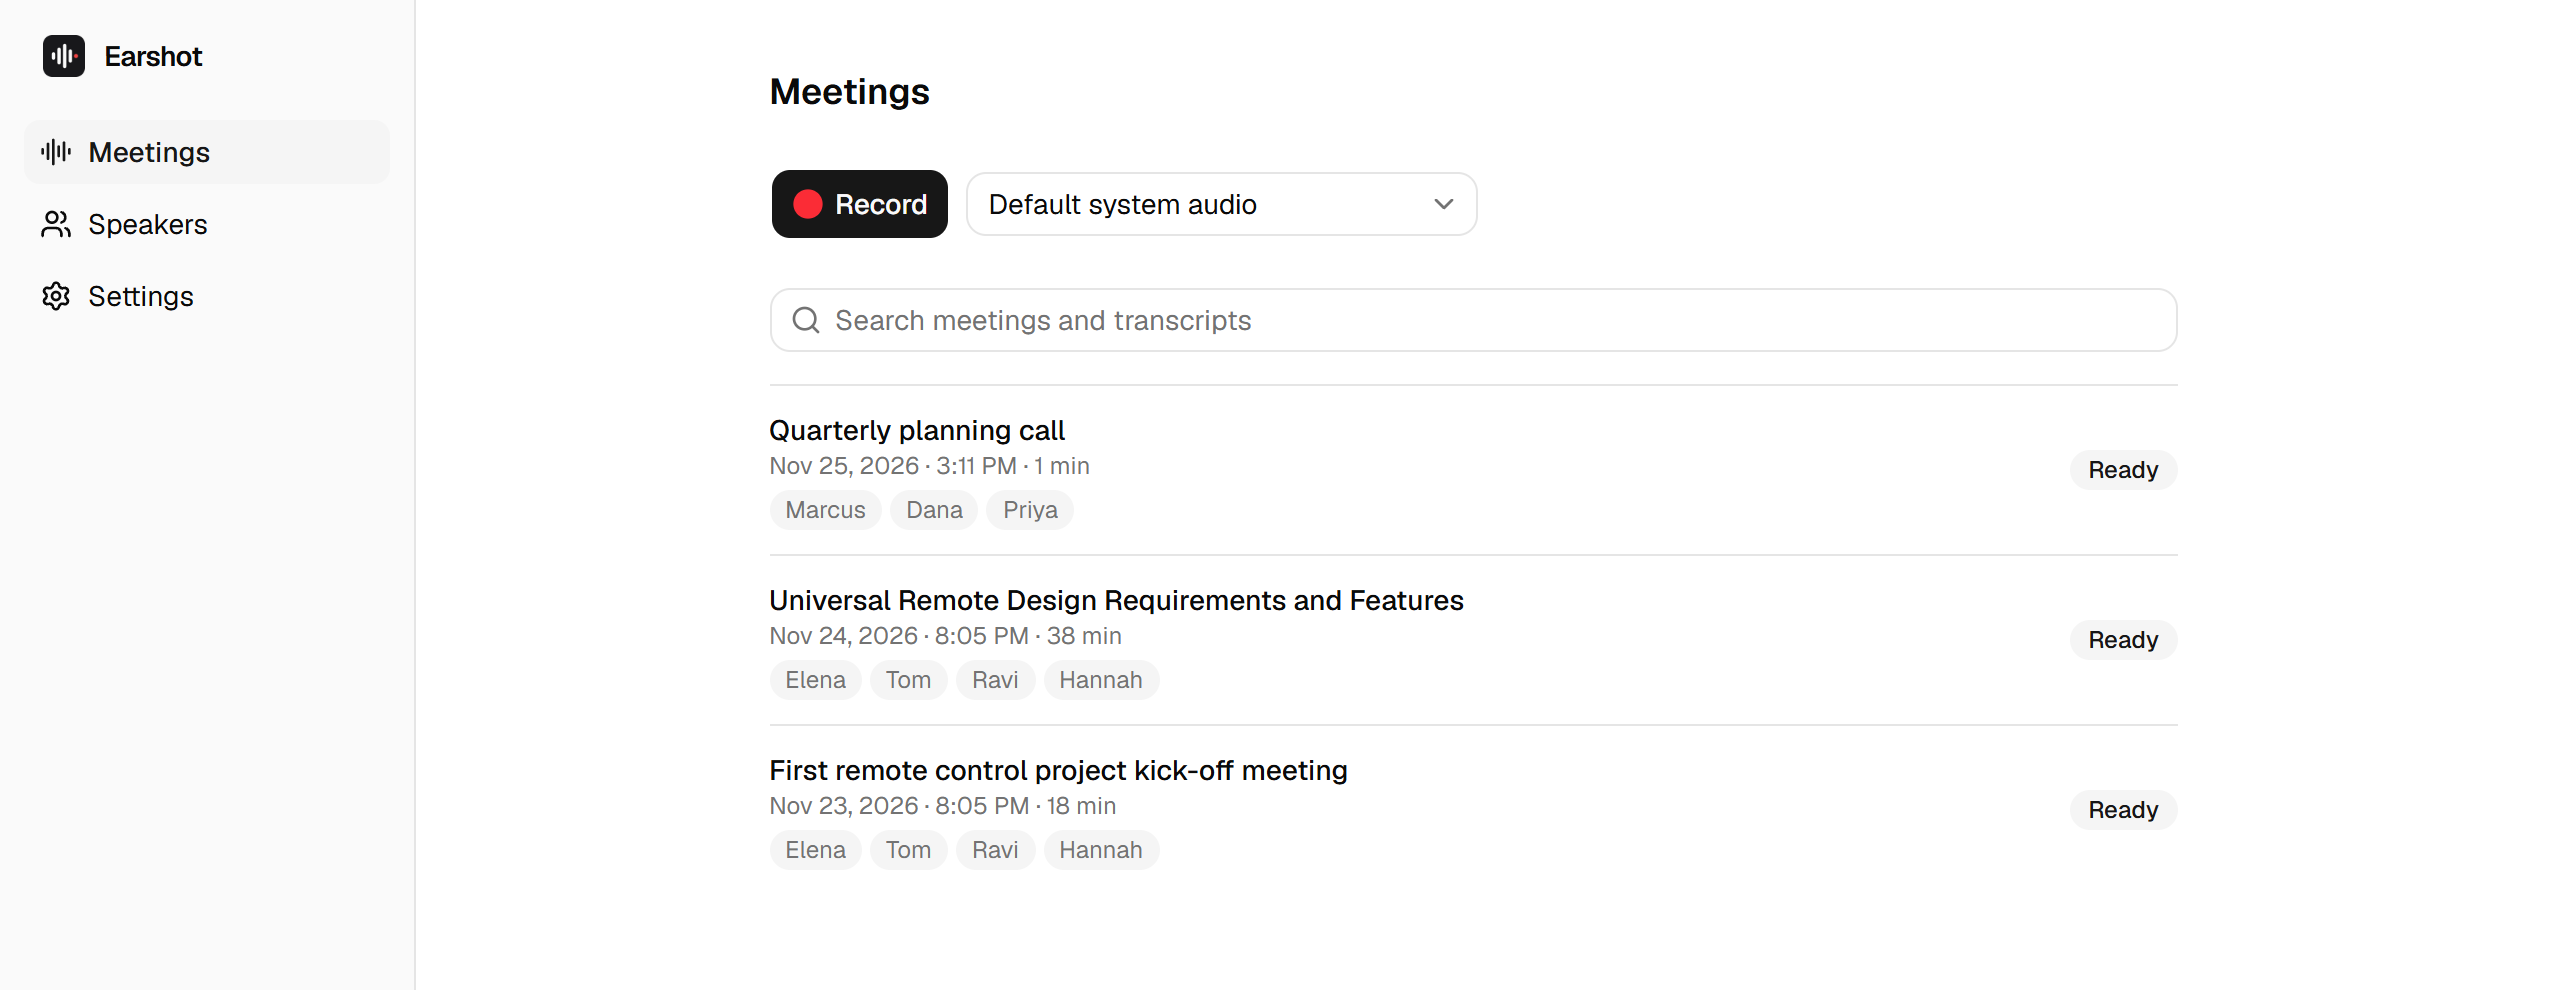 Earshot
Meetings
Speakers
Settings
Meetings
Record
Default system audio
Search meetings and transcripts
Quarterly planning call
Nov 25, 2026 · 3:11 PM · 1 min
Marcus Dana Priya
Ready
Universal Remote Design Requirements and Features
Nov 24, 2026 · 8:05 PM · 38 min
Elena Tom Ravi Hannah
Ready
First remote control project kick-off meeting
Nov 23, 2026 · 8:05 PM · 18 min
Elena Tom Ravi Hannah
Ready